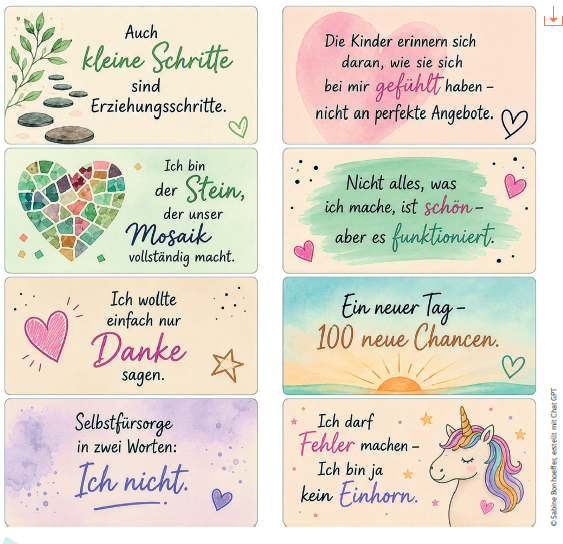 Auch
kleine Schritte
sind
Erziehungsschritte.
Die Kinder erinnern sich
daran, wie sie sich
bei mir gefühlt haben –
nicht an perfekte Angebote.
Ich bin
der Stein,
der unser
Mosaik
vollständig macht.
Nicht alles, was
ich mache, ist schön –
aber es funktioniert.
Ich wollte
einfach nur
Danke
sagen.
Ein neuer Tag –
100 neue Chancen.
Selbstfürsorge
in zwei Worten:
Ich nicht.
Ich darf
Fehler machen –
Ich bin ja
kein Einhorn.
© Sabine Bonhoeffer, erstellt mit Chat GPT